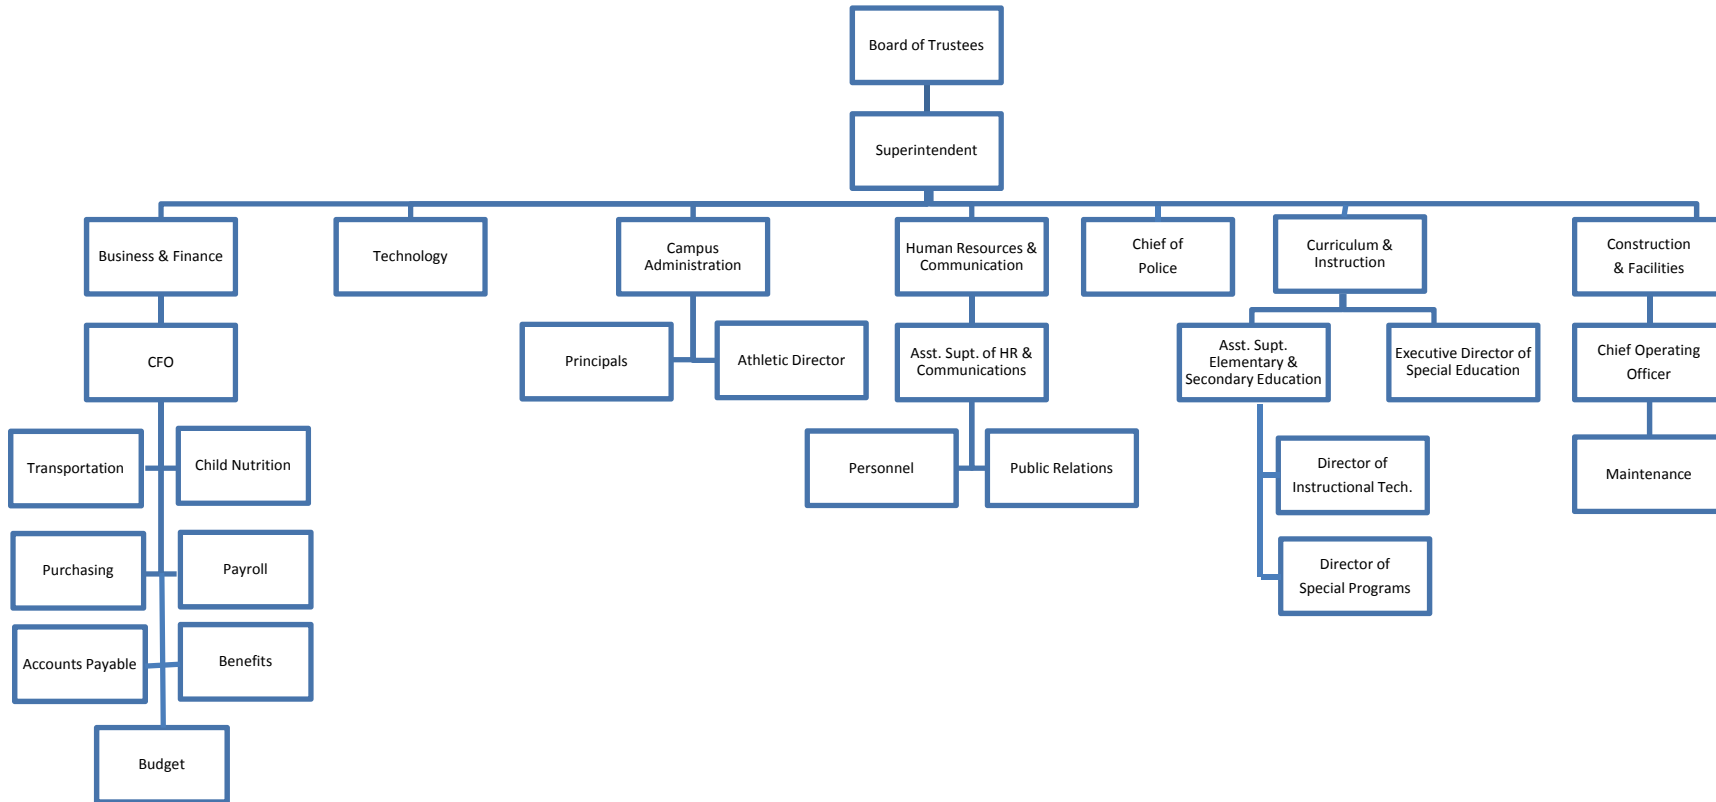 Board of Trustees
Superintendent
Business & Finance
Technology
Campus
Administration
Human Resources &
Communication
Chief of
Police
Curriculum &
Instruction
Construction
& Facilities
CFO
Principals
Athletic Director
Asst. Supt. of HR &
Communications
Asst. Supt.
Elementary &
Secondary Education
Executive Director of
Special Education
Chief Operating
Officer
Transportation
Child Nutrition
Personnel
Public Relations
Director of
Instructional Tech.
Maintenance
Purchasing
Payroll
Director of
Special Programs
Accounts Payable
Benefits
Budget